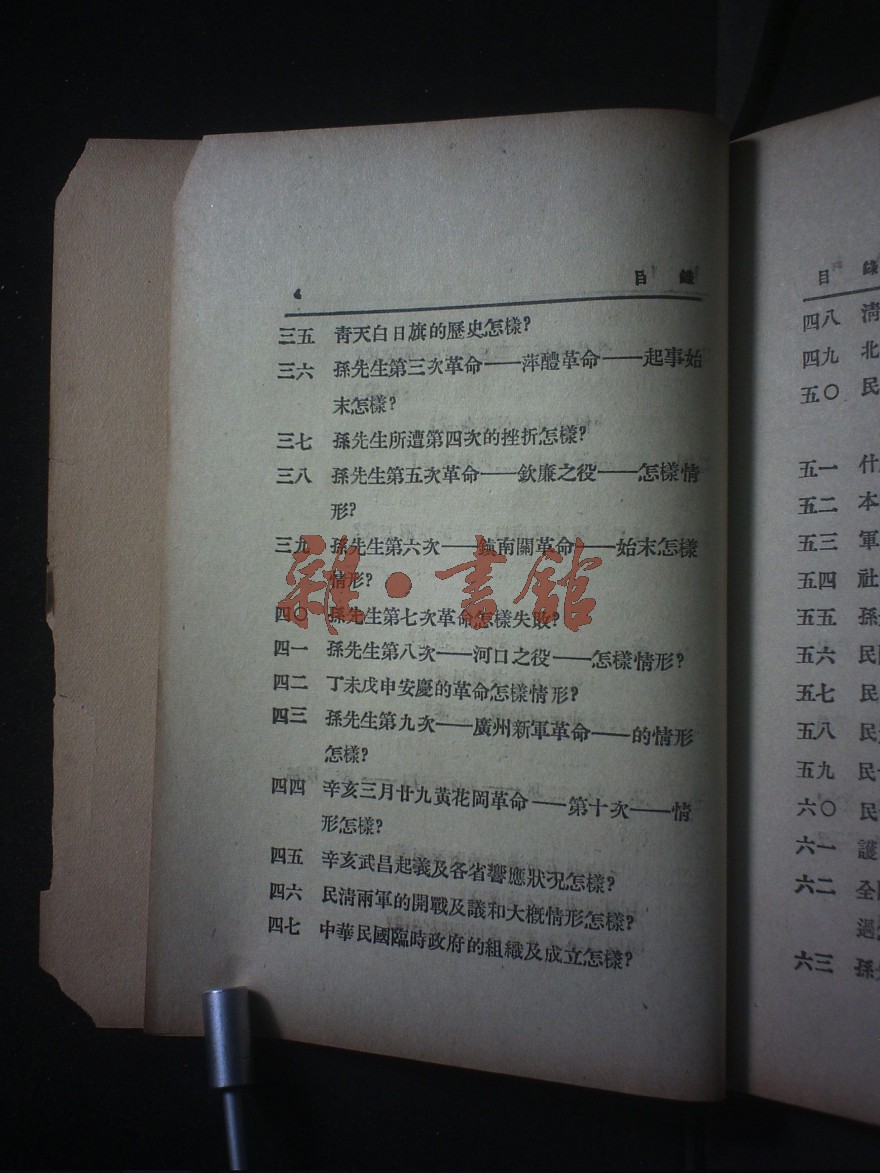 4 目錄
三五 靑天白日旗的歷史怎樣?
三六 孫先生第三次革命——萍醴革命——起事始
末怎樣?
三七 孫先生所遭第四次的挫折怎樣?
三八 孫先生第五次革命——欽廉之役——怎樣情
形?
三九 孫先生第六次——鎮南關革命——始末怎樣
情形?
四〇 孫先生第七次革命怎樣失敗?
四一 孫先生第八次——河口之役——怎樣情形?
四二 丁未戊申安慶的革命怎樣情形?
四三 孫先生第九次——廣州新軍革命——的情形
怎樣?
四四 辛亥三月廿九黃花岡革命——第十次——情
形怎樣?
四五 辛亥武昌起義及各省響應狀況怎樣?
四六 民淸兩軍的開戰及議和大槪情形怎樣?
四七 中華民國臨時政府的組織及成立怎樣?
雜·書館
目錄
四八 淸
四九 北
五〇 民
五一 什
五二 本
五三 軍
五四 社
五五 孫
五六 民
五七 民
五八 民
五九 民
六〇 民
六一 護
六二 全
過
六三 孫